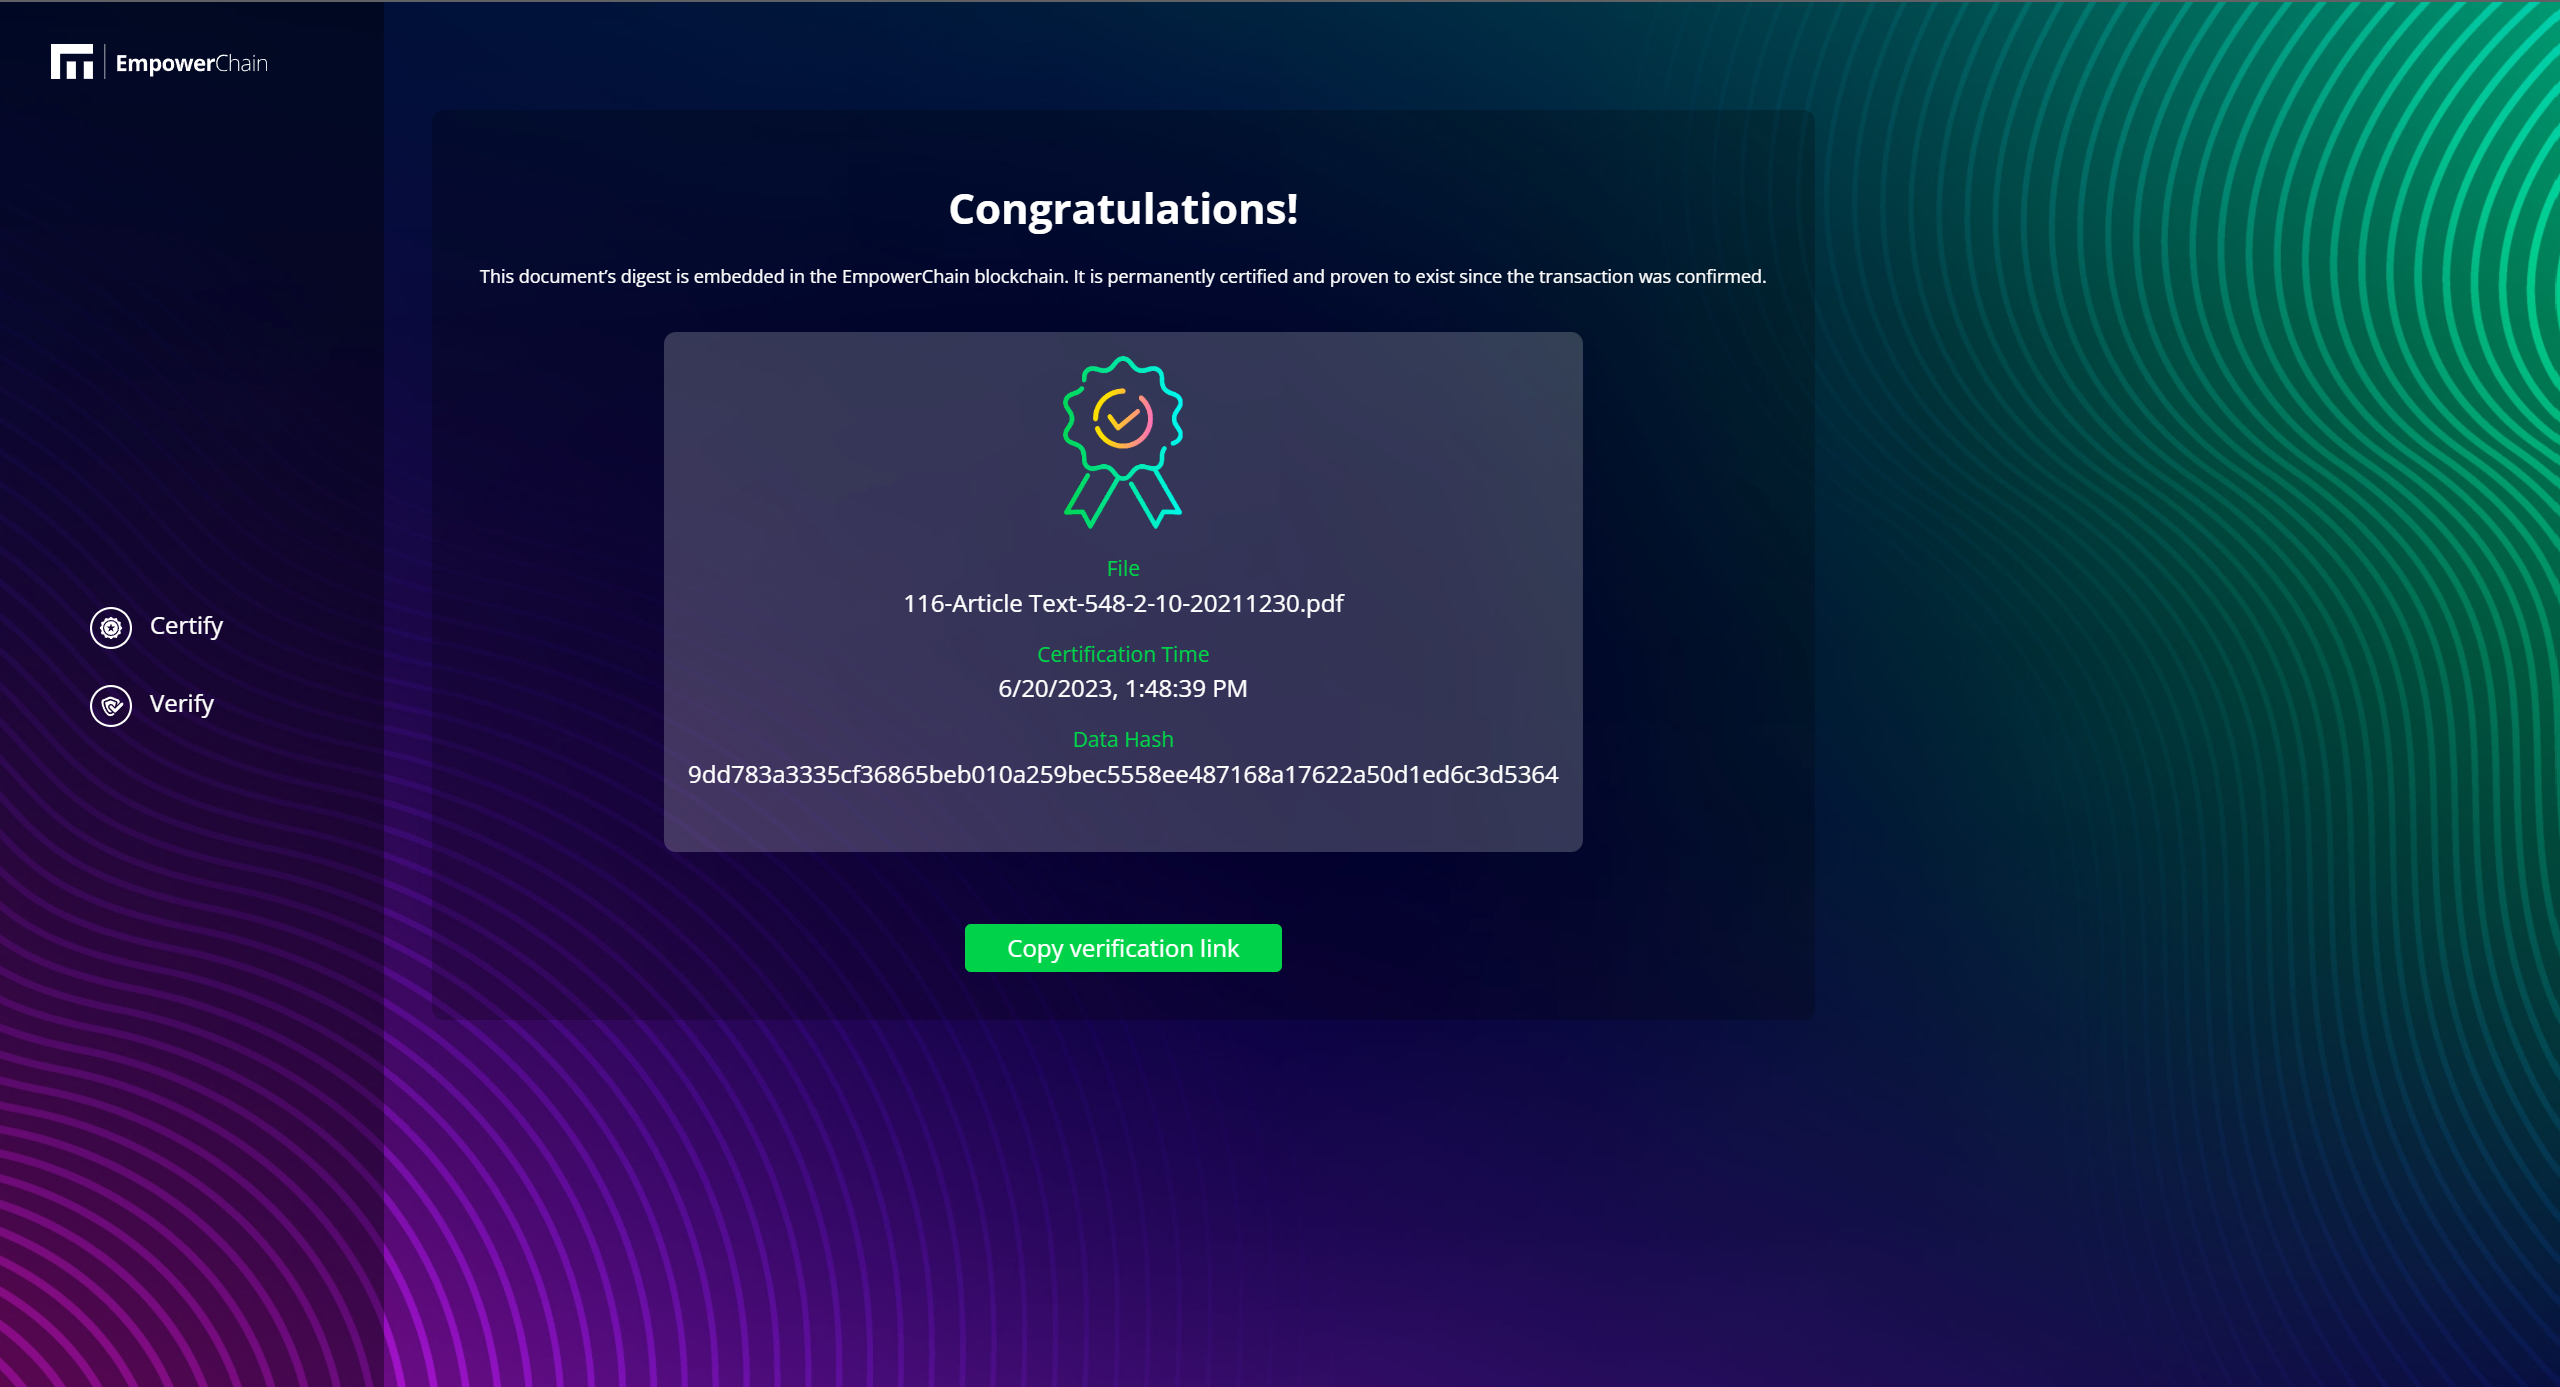 EmpowerChain
Certify
Verify
Congratulations!
This document’s digest is embedded in the EmpowerChain blockchain. It is permanently certified and proven to exist since the transaction was confirmed.
File
116-Article Text-548-2-10-20211230.pdf
Certification Time
6/20/2023, 1:48:39 PM
Data Hash
9dd783a3335cf36865beb010a259bec5558ee487168a17622a50d1ed6c3d5364
Copy verification link